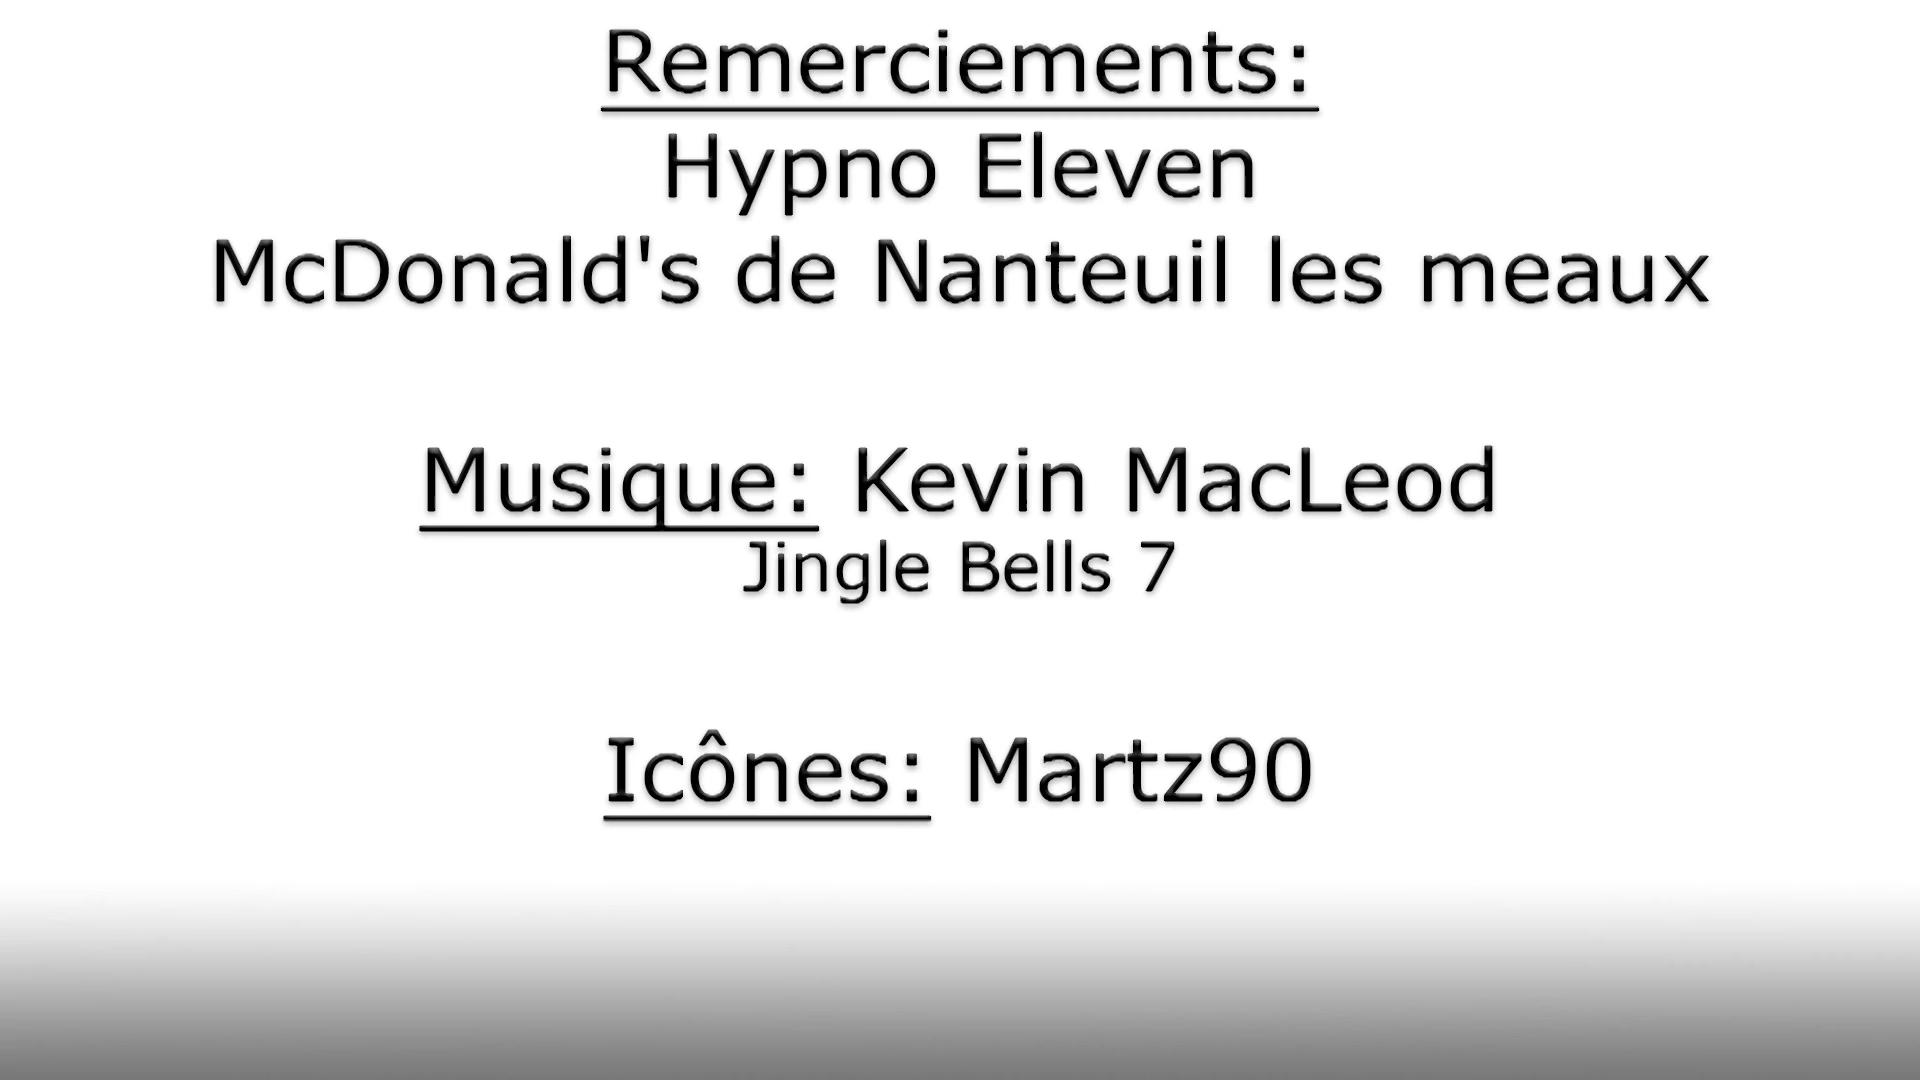 Remerciements:
Hypno Eleven
McDonald's de Nanteuil les meaux
Musique: Kevin MacLeod
Jingle Bells 7
Icônes: Martz90